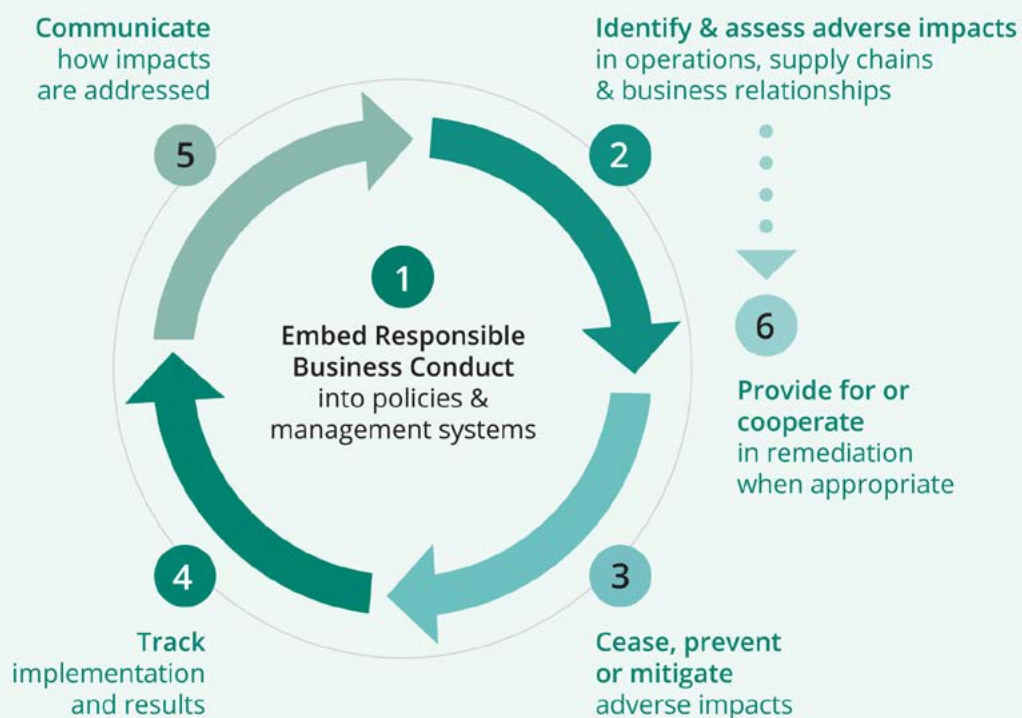 Communicate
how impacts
are addressed
5
Identify & assess adverse impacts
in operations, supply chains
& business relationships
2
1
Embed Responsible
Business Conduct
into policies &
management systems
6
Provide for or
cooperate
in remediation
when appropriate
4
Track
implementation
and results
3
Cease, prevent
or mitigate
adverse impacts